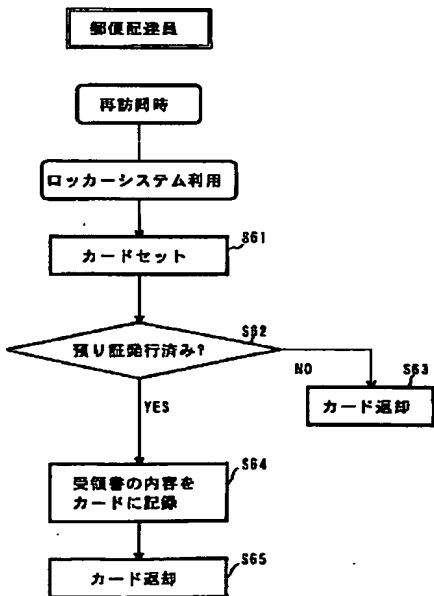 郵便配達員
再訪問時
ロッカーシステム利用
S61
カードセット
S62
預り証発行済み?
NO
S63
カード返却
YES
S64
受領書の内容を
カードに記録
S65
カード返却